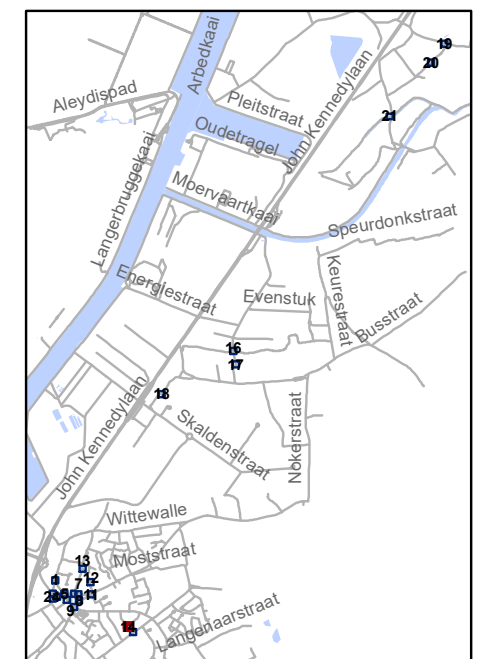 Arbedkaai
19
20
Aleydispad
Pleitstraat
John Kennedylaan
21
Oudetragel
Langerbruggekaai
Moervaartkaai
Speurdonkstraat
Energiestraat
Evenstuk
Keurestraat
Busstraat
16
17
18
John Kennedylaan
Skaldenstraat
Nokerstraat
Wittewalle
Moststraat
13
12
7
11
9
14
Langenaarstraat